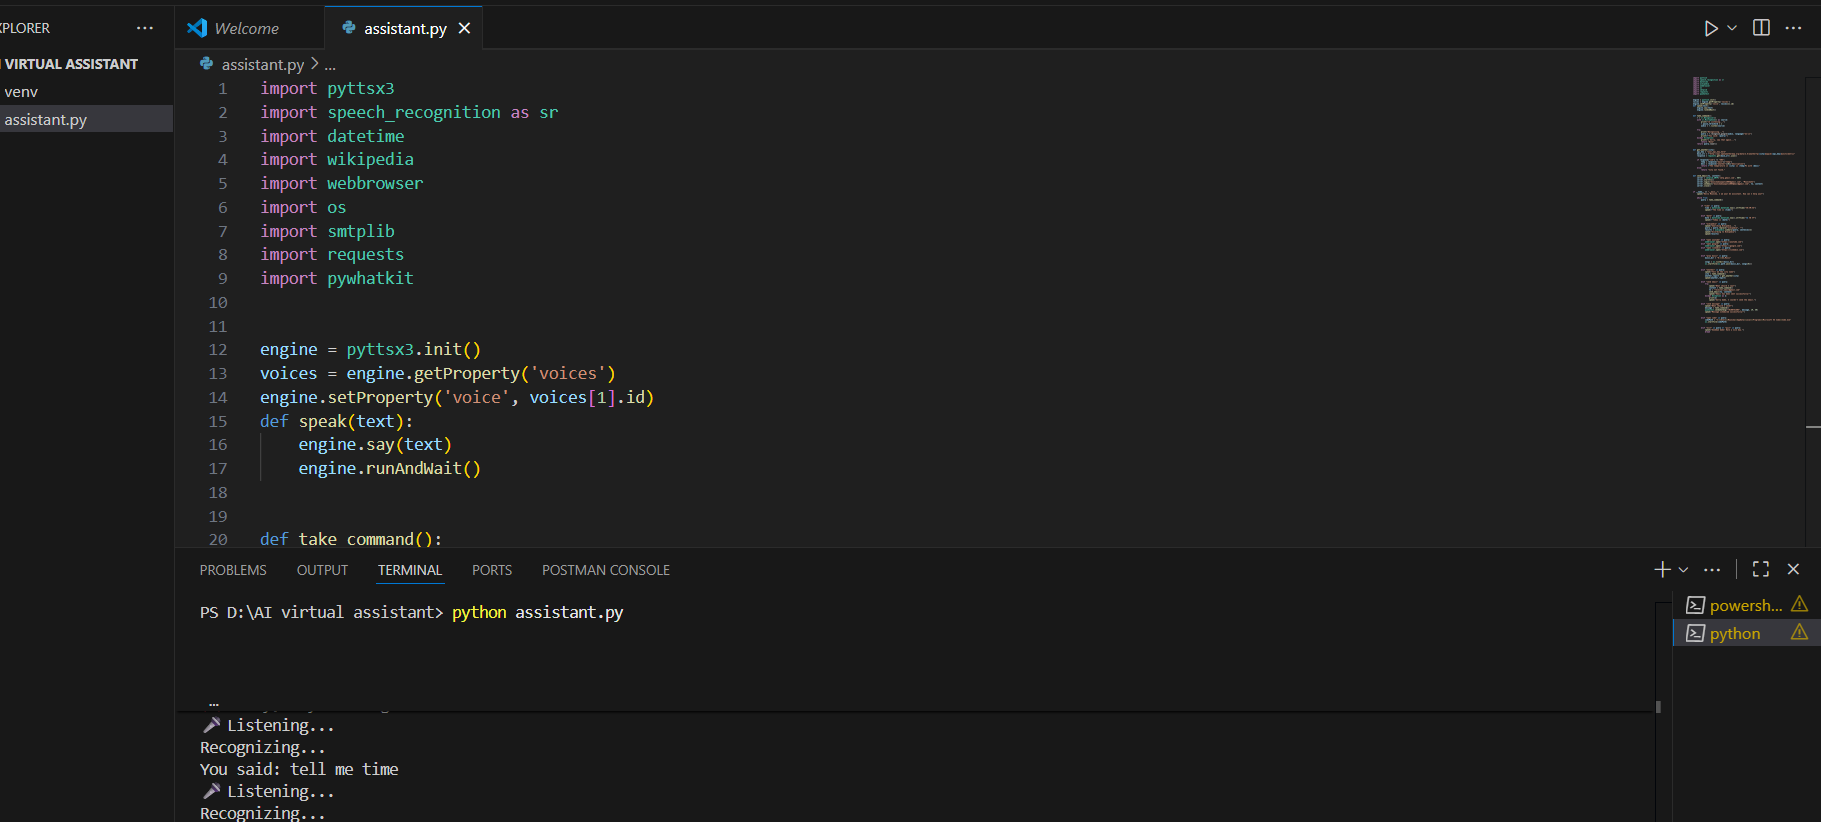 XPLORER
...
Welcome
assistant.py
VIRTUAL ASSISTANT
venv
assistant.py
assistant.py > ...
1 import pyttsx3
2 import speech_recognition as sr
3 import datetime
4 import wikipedia
5 import webbrowser
6 import os
7 import smtplib
8 import requests
9 import pywhatkit
10
11
12 engine = pyttsx3.init()
13 voices = engine.getProperty('voices')
14 engine.setProperty('voice', voices[1].id)
15 def speak(text):
16     engine.say(text)
17     engine.runAndWait()
18
19
20 def take command():
PROBLEMS OUTPUT TERMINAL PORTS POSTMAN CONSOLE
PS D:\AI virtual assistant> python assistant.py
powersh...
python
...
🎤 Listening...
Recognizing...
You said: tell me time
🎤 Listening...
Recognizing...